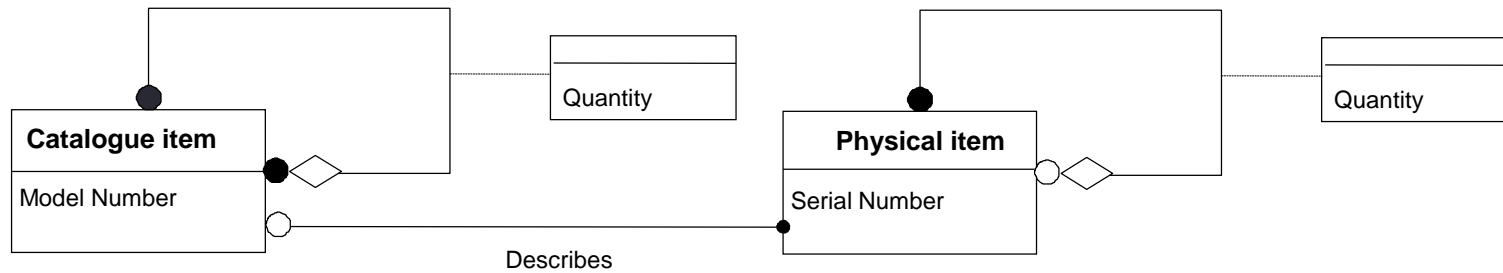 Quantity
Catalogue item
Model Number
Describes
Physical item
Serial Number
Quantity